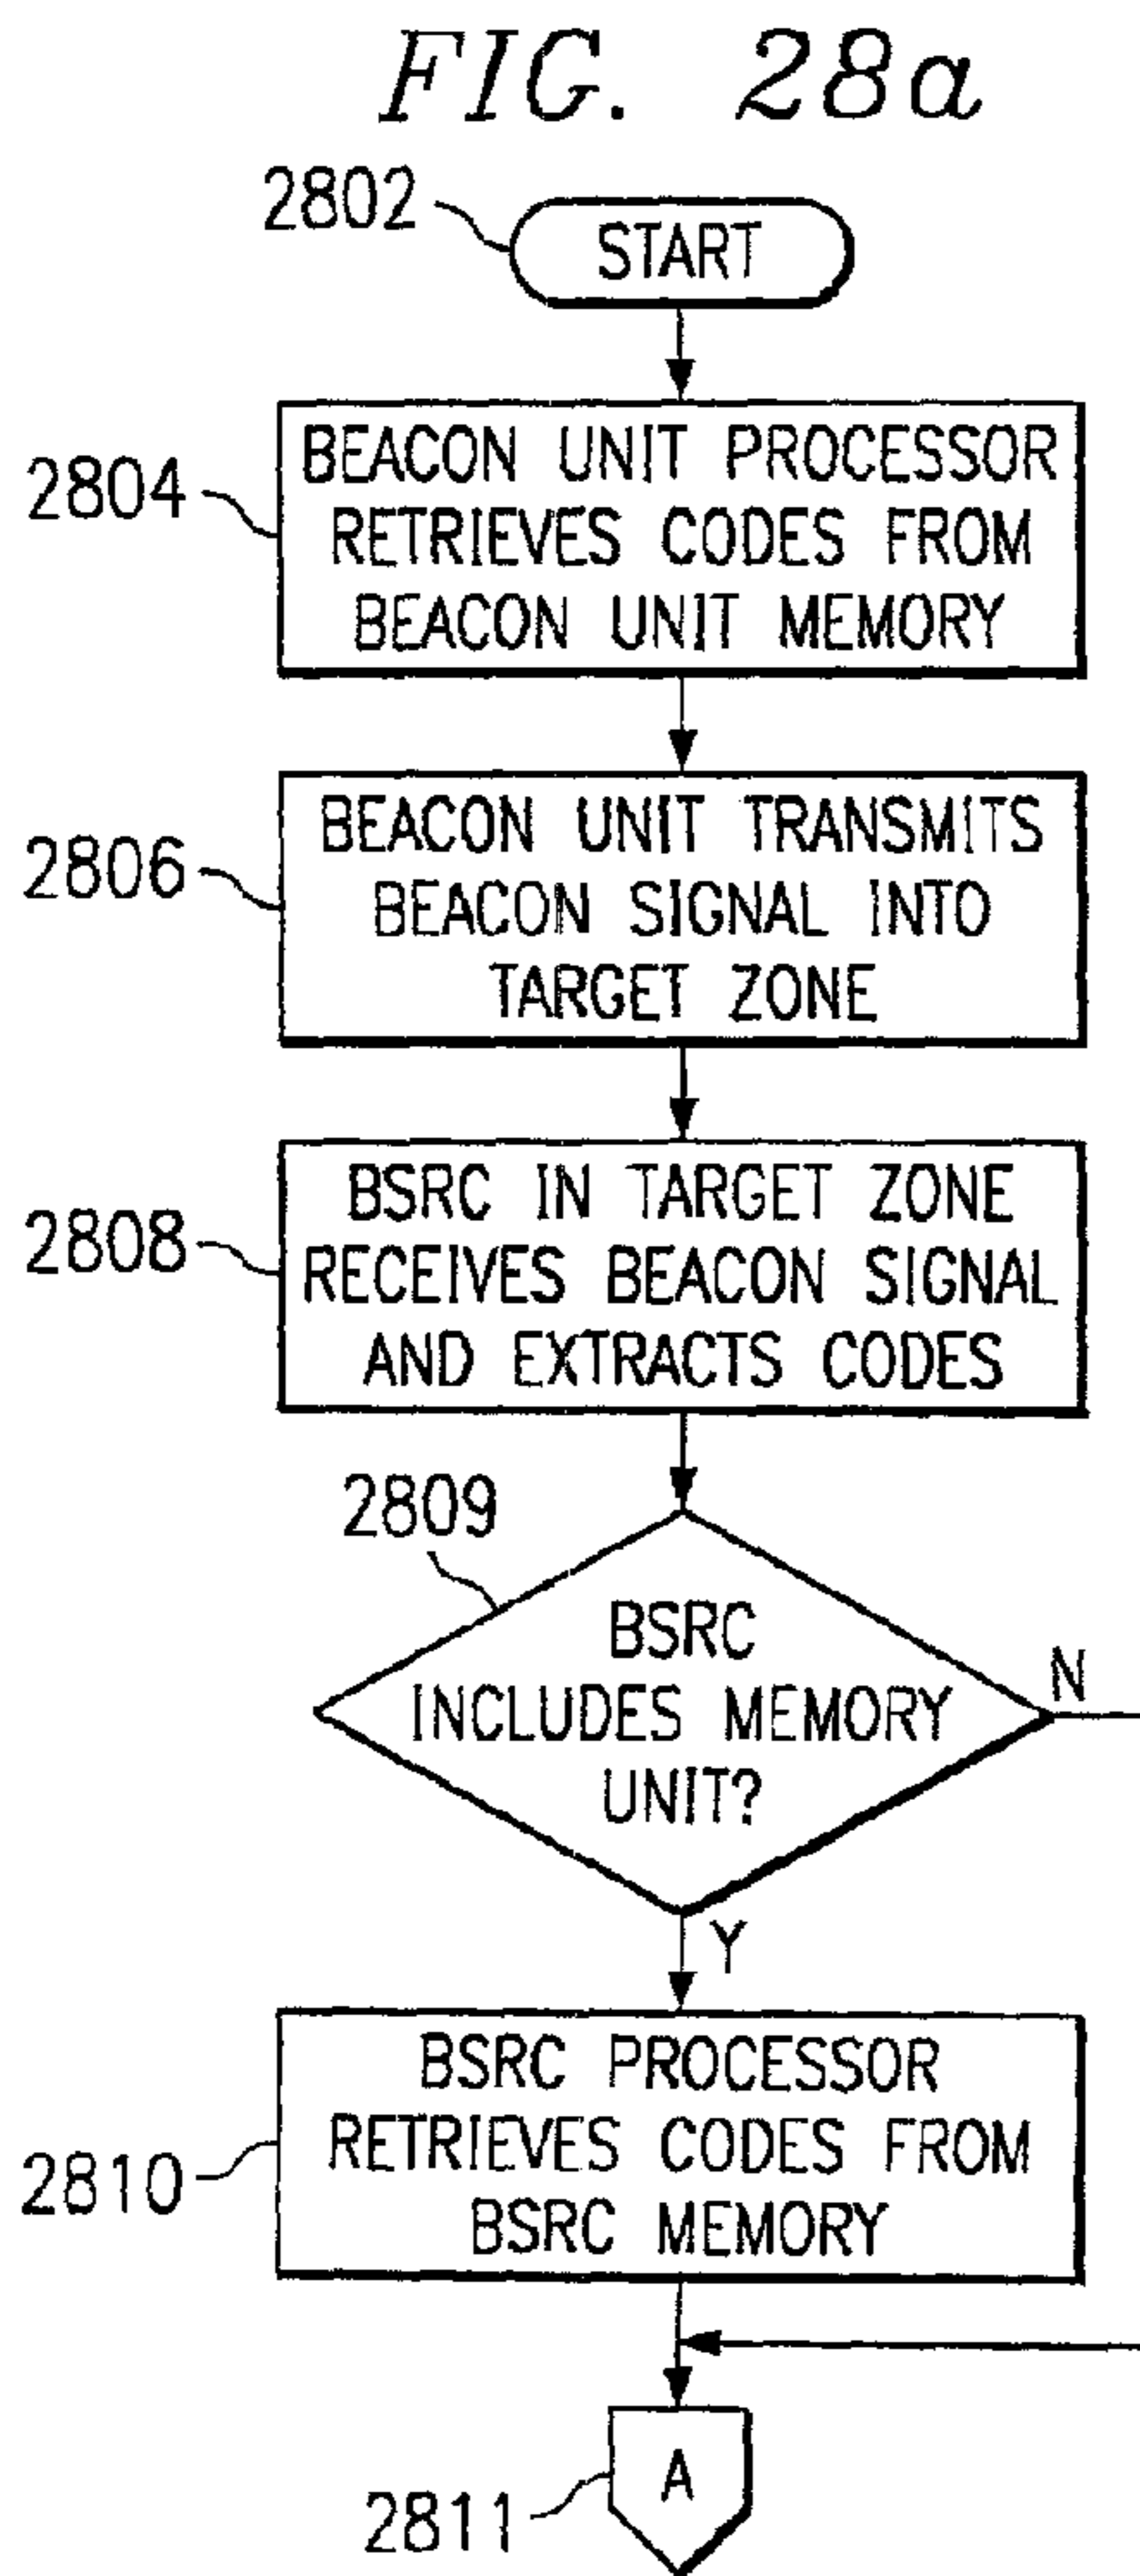 FIG. 28a
2802
START
2804
BEACON UNIT PROCESSOR
RETRIEVES CODES FROM
BEACON UNIT MEMORY
2806
BEACON UNIT TRANSMITS
BEACON SIGNAL INTO
TARGET ZONE
2808
BSRC IN TARGET ZONE
RECEIVES BEACON SIGNAL
AND EXTRACTS CODES
2809
BSRC
INCLUDES MEMORY
UNIT?
N
Y
2810
BSRC PROCESSOR
RETRIEVES CODES FROM
BSRC MEMORY
A
2811